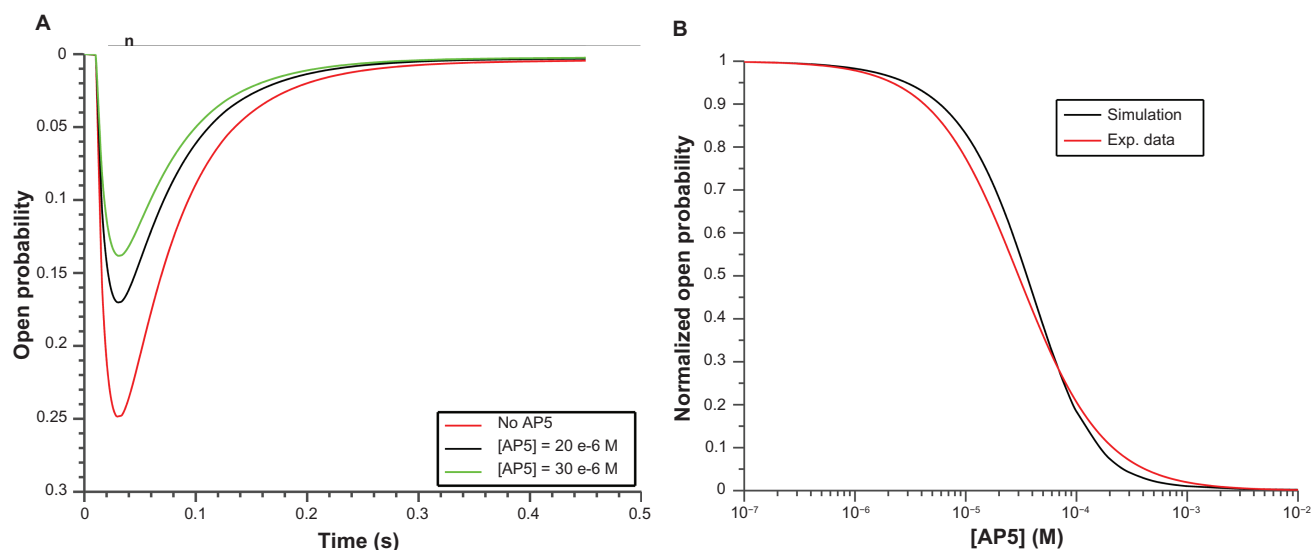 A
n
0
0.05
0.1
0.15
0.2
0.25
0.3
Open probability
0 0.1 0.2 0.3 0.4 0.5
Time (s)
No AP5
[AP5] = 20 e-6 M
[AP5] = 30 e-6 M
B
1
0.9
0.8
0.7
0.6
0.5
0.4
0.3
0.2
0.1
0
Normalized open probability
10⁻⁷ 10⁻⁶ 10⁻⁵ 10⁻⁴ 10⁻³ 10⁻²
[AP5] (M)
Simulation
Exp. data